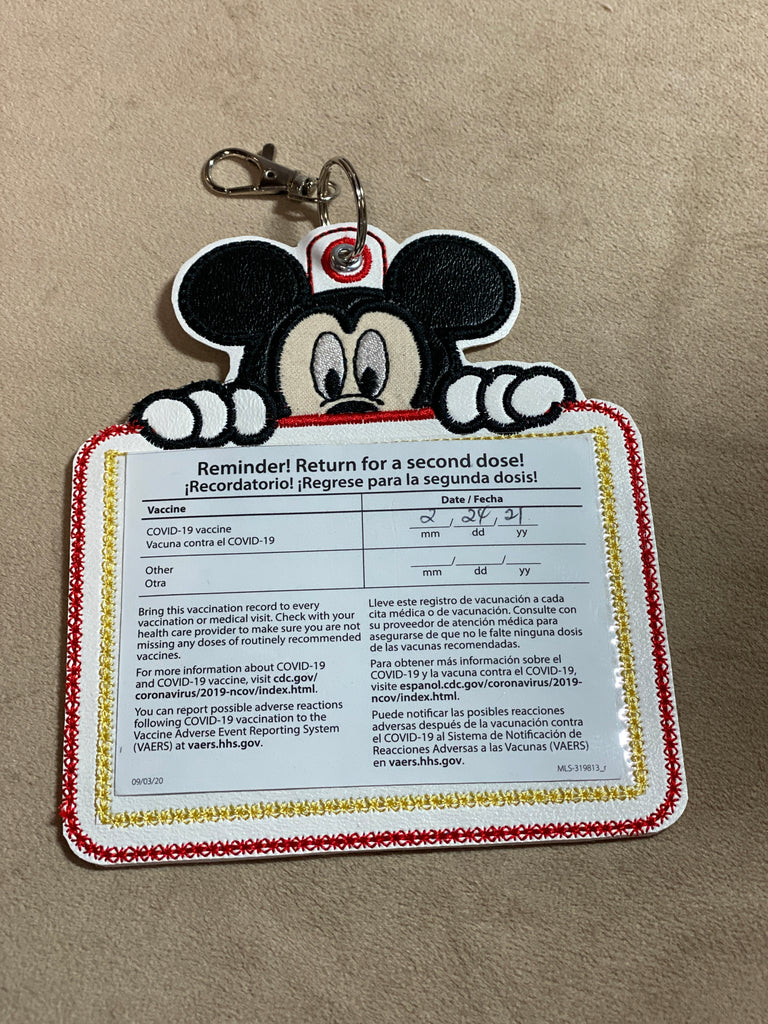 Reminder! Return for a second dose!
¡Recordatorio! ¡Regrese para la segunda dosis!
Vaccine
Date / Fecha
COVID-19 vaccine
Vacuna contra el COVID-19
2 / 24 / 21
mm dd yy
Other
Otra
/ /
mm dd yy
Bring this vaccination record to every
vaccination or medical visit. Check with your
health care provider to make sure you are not
missing any doses of routinely recommended
vaccines.
For more information about COVID-19
and COVID-19 vaccine, visit cdc.gov/
coronavirus/2019-ncov/index.html.
You can report possible adverse reactions
following COVID-19 vaccination to the
Vaccine Adverse Event Reporting System
(VAERS) at vaers.hhs.gov.
09/03/20
Lleve este registro de vacunación a cada
cita médica o de vacunación. Consulte con
su proveedor de atención médica para
asegurarse de que no le falte ninguna dosis
de las vacunas recomendadas.
Para obtener más información sobre el
COVID-19 y la vacuna contra el COVID-19,
visite espanol.cdc.gov/coronavirus/2019-
ncov/index.html.
Puede notificar las posibles reacciones
adversas después de la vacunación contra
el COVID-19 al Sistema de Notificación de
Reacciones Adversas a las Vacunas (VAERS)
en vaers.hhs.gov.
MLS-319813_r